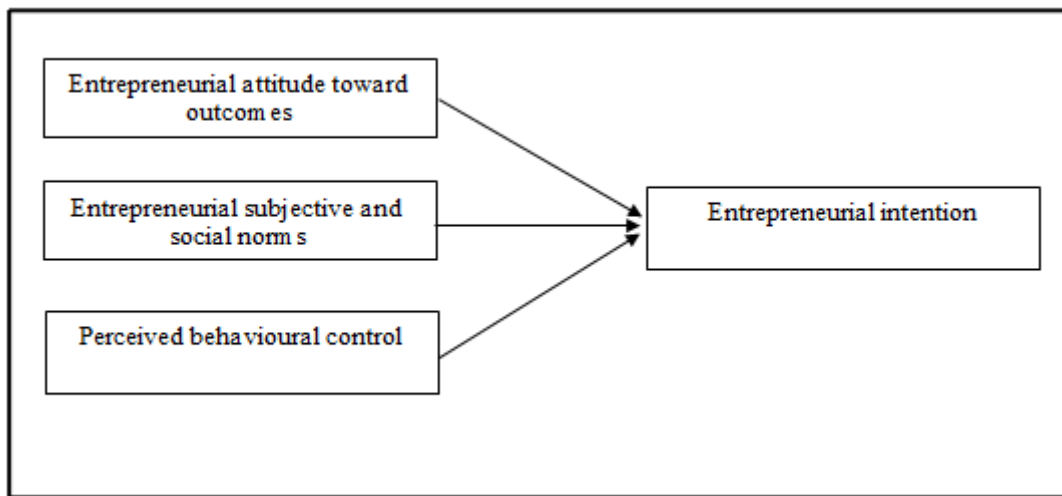 Entrepreneurial attitude toward
outcomes
Entrepreneurial subjective and
social norms
Entrepreneurial intention
Perceived behavioural control